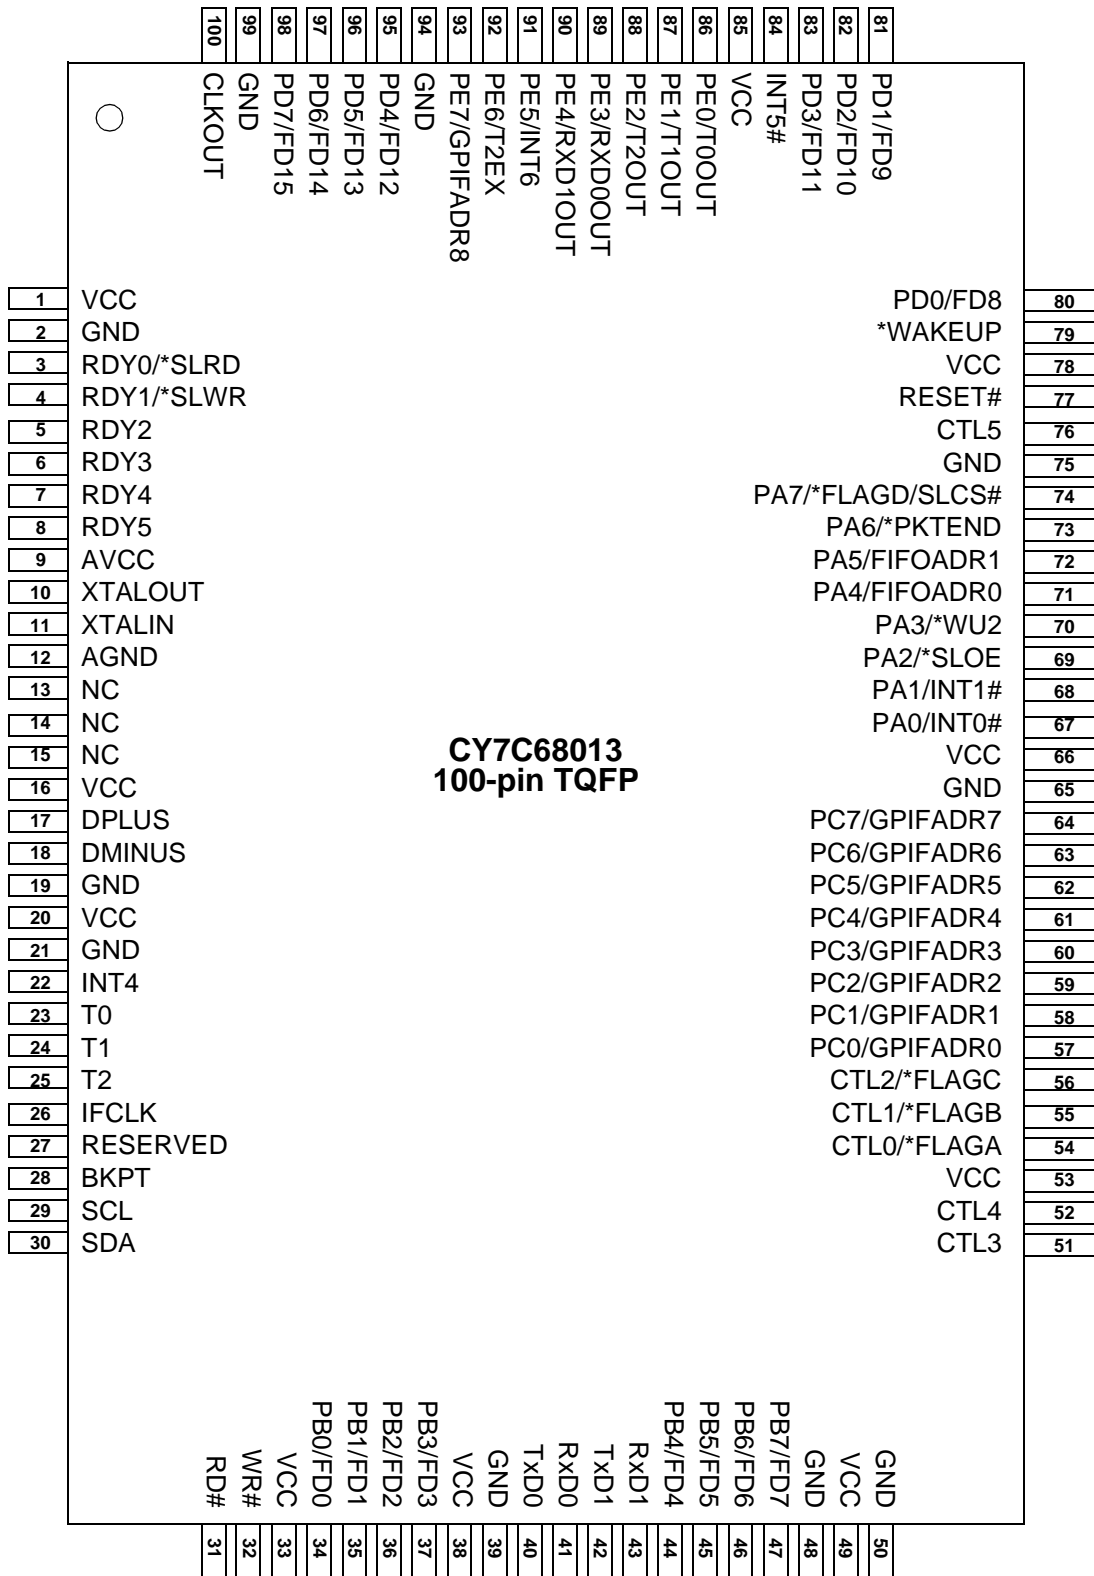 100 99 98 97 96 95 94 93 92 91 90 89 88 87 86 85 84 83 82 81
CLKOUT
GND
PD7/FD15
PD6/FD14
PD5/FD13
PD4/FD12
GND
PE7/GPIFADR8
PE6/T2EX
PE5/INT6
PE4/RXD1OUT
PE3/RXD0OUT
PE2/T2OUT
PE1/T1OUT
PE0/T0OUT
VCC
INT5#
PD3/FD11
PD2/FD10
PD1/FD9
1 VCC PD0/FD8 80
2 GND *WAKEUP 79
3 RDY0/*SLRD VCC 78
4 RDY1/*SLWR RESET# 77
5 RDY2 CTL5 76
6 RDY3 GND 75
7 RDY4 PA7/*FLAGD/SLCS# 74
8 RDY5 PA6/*PKTEND 73
9 AVCC PA5/FIFOADR1 72
10 XTALOUT PA4/FIFOADR0 71
11 XTALIN PA3/*WU2 70
12 AGND PA2/*SLOE 69
13 NC PA1/INT1# 68
14 NC PA0/INT0# 67
15 NC VCC 66
16 VCC GND 65
CY7C68013
100-pin TQFP
17 DPLUS PC7/GPIFADR7 64
18 DMINUS PC6/GPIFADR6 63
19 GND PC5/GPIFADR5 62
20 VCC PC4/GPIFADR4 61
21 GND PC3/GPIFADR3 60
22 INT4 PC2/GPIFADR2 59
23 T0 PC1/GPIFADR1 58
24 T1 PC0/GPIFADR0 57
25 T2 CTL2/*FLAGC 56
26 IFCLK CTL1/*FLAGB 55
27 RESERVED CTL0/*FLAGA 54
28 BKPT VCC 53
29 SCL CTL4 52
30 SDA CTL3 51
RD#
WR#
VCC
PB0/FD0
PB1/FD1
PB2/FD2
PB3/FD3
VCC
GND
TxD0
RxD0
TxD1
RxD1
PB4/FD4
PB5/FD5
PB6/FD6
PB7/FD7
GND
VCC
GND
31 32 33 34 35 36 37 38 39 40 41 42 43 44 45 46 47 48 49 50